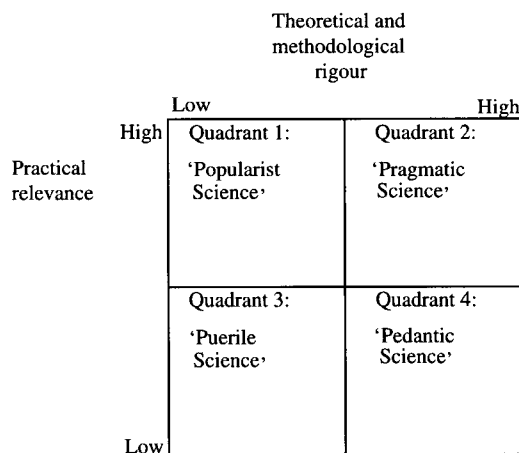 Theoretical and
methodological
rigour
Low
High
High
Practical
relevance
Quadrant 1:
'Popularist
Science'
Quadrant 2:
'Pragmatic
Science'
Quadrant 3:
'Puerile
Science'
Quadrant 4:
'Pedantic
Science'
Low